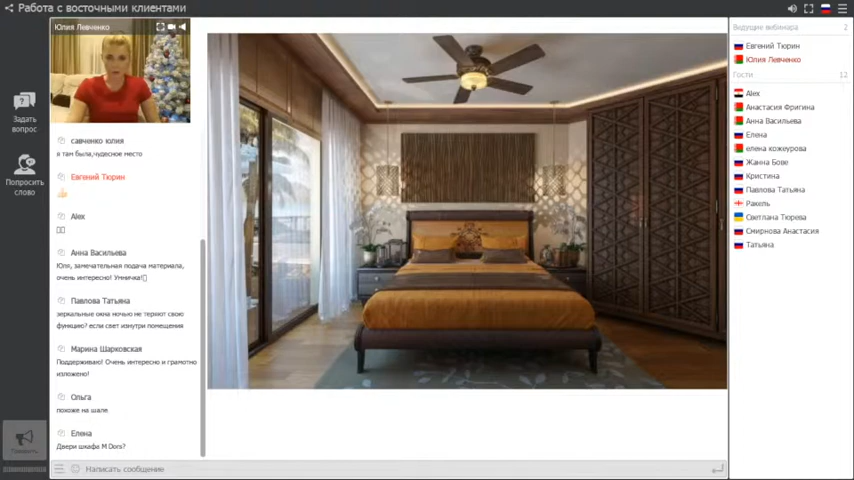 Работа с восточными клиентами
Юлия Левченко
Задать
вопрос
Попросить
слово
савченко юлия
я там была,чудесное место
Евгений Тюрин
Alex
Анна Васильева
Юля, замечательная подача материала,
очень интересно! Умничка!
Павлова Татьяна
зеркальные окна ночью не теряют свою
функцию? если свет изнутри помещения
Марина Шарковская
Поддерживаю! Очень интересно и грамотно
изложено!
Ольга
похоже на шале
Елена
Двери шкафа M Dors?
Написать сообщение
Ведущие вебинара 2
Евгений Тюрин
Юлия Левченко
Гости 12
Alex
Анастасия Фригина
Анна Васильева
Елена
елена кожеурова
Жанна Бове
Кристина
Павлова Татьяна
Ракель
Светлана Тюрева
Смирнова Анастасия
Татьяна